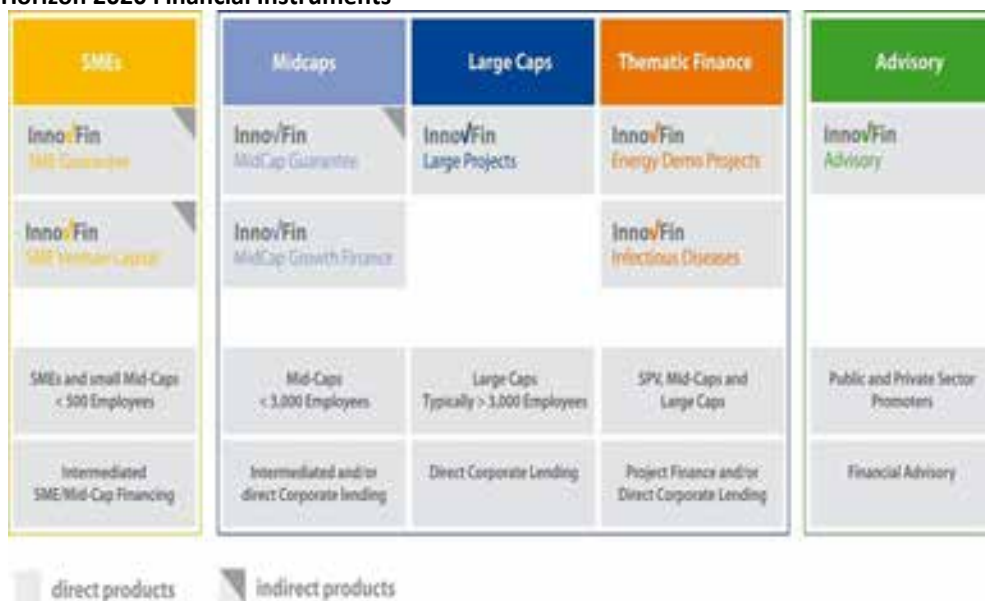 Horizon 2020 Financial Instruments
SMEs
Midcaps
Large Caps
Thematic Finance
Advisory
InnovFin
SME Guarantee
InnovFin
MidCap Guarantee
InnovFin
Large Projects
InnovFin
Energy Demo Projects
InnovFin
Advisory
InnovFin
SME Venture Capital
InnovFin
MidCap Growth Finance
InnovFin
Infectious Diseases
SMEs and small Mid-Caps
< 500 Employees
Mid-Caps
< 3,000 Employees
Large Caps
Typically > 3,000 Employees
SPV, Mid-Caps and
Large Caps
Public and Private Sector
Promoters
Intermediated
SME/Mid-Cap Financing
Intermediated and/or
direct Corporate lending
Direct Corporate Lending
Project Finance and/or
Direct Corporate Lending
Financial Advisory
direct products
indirect products